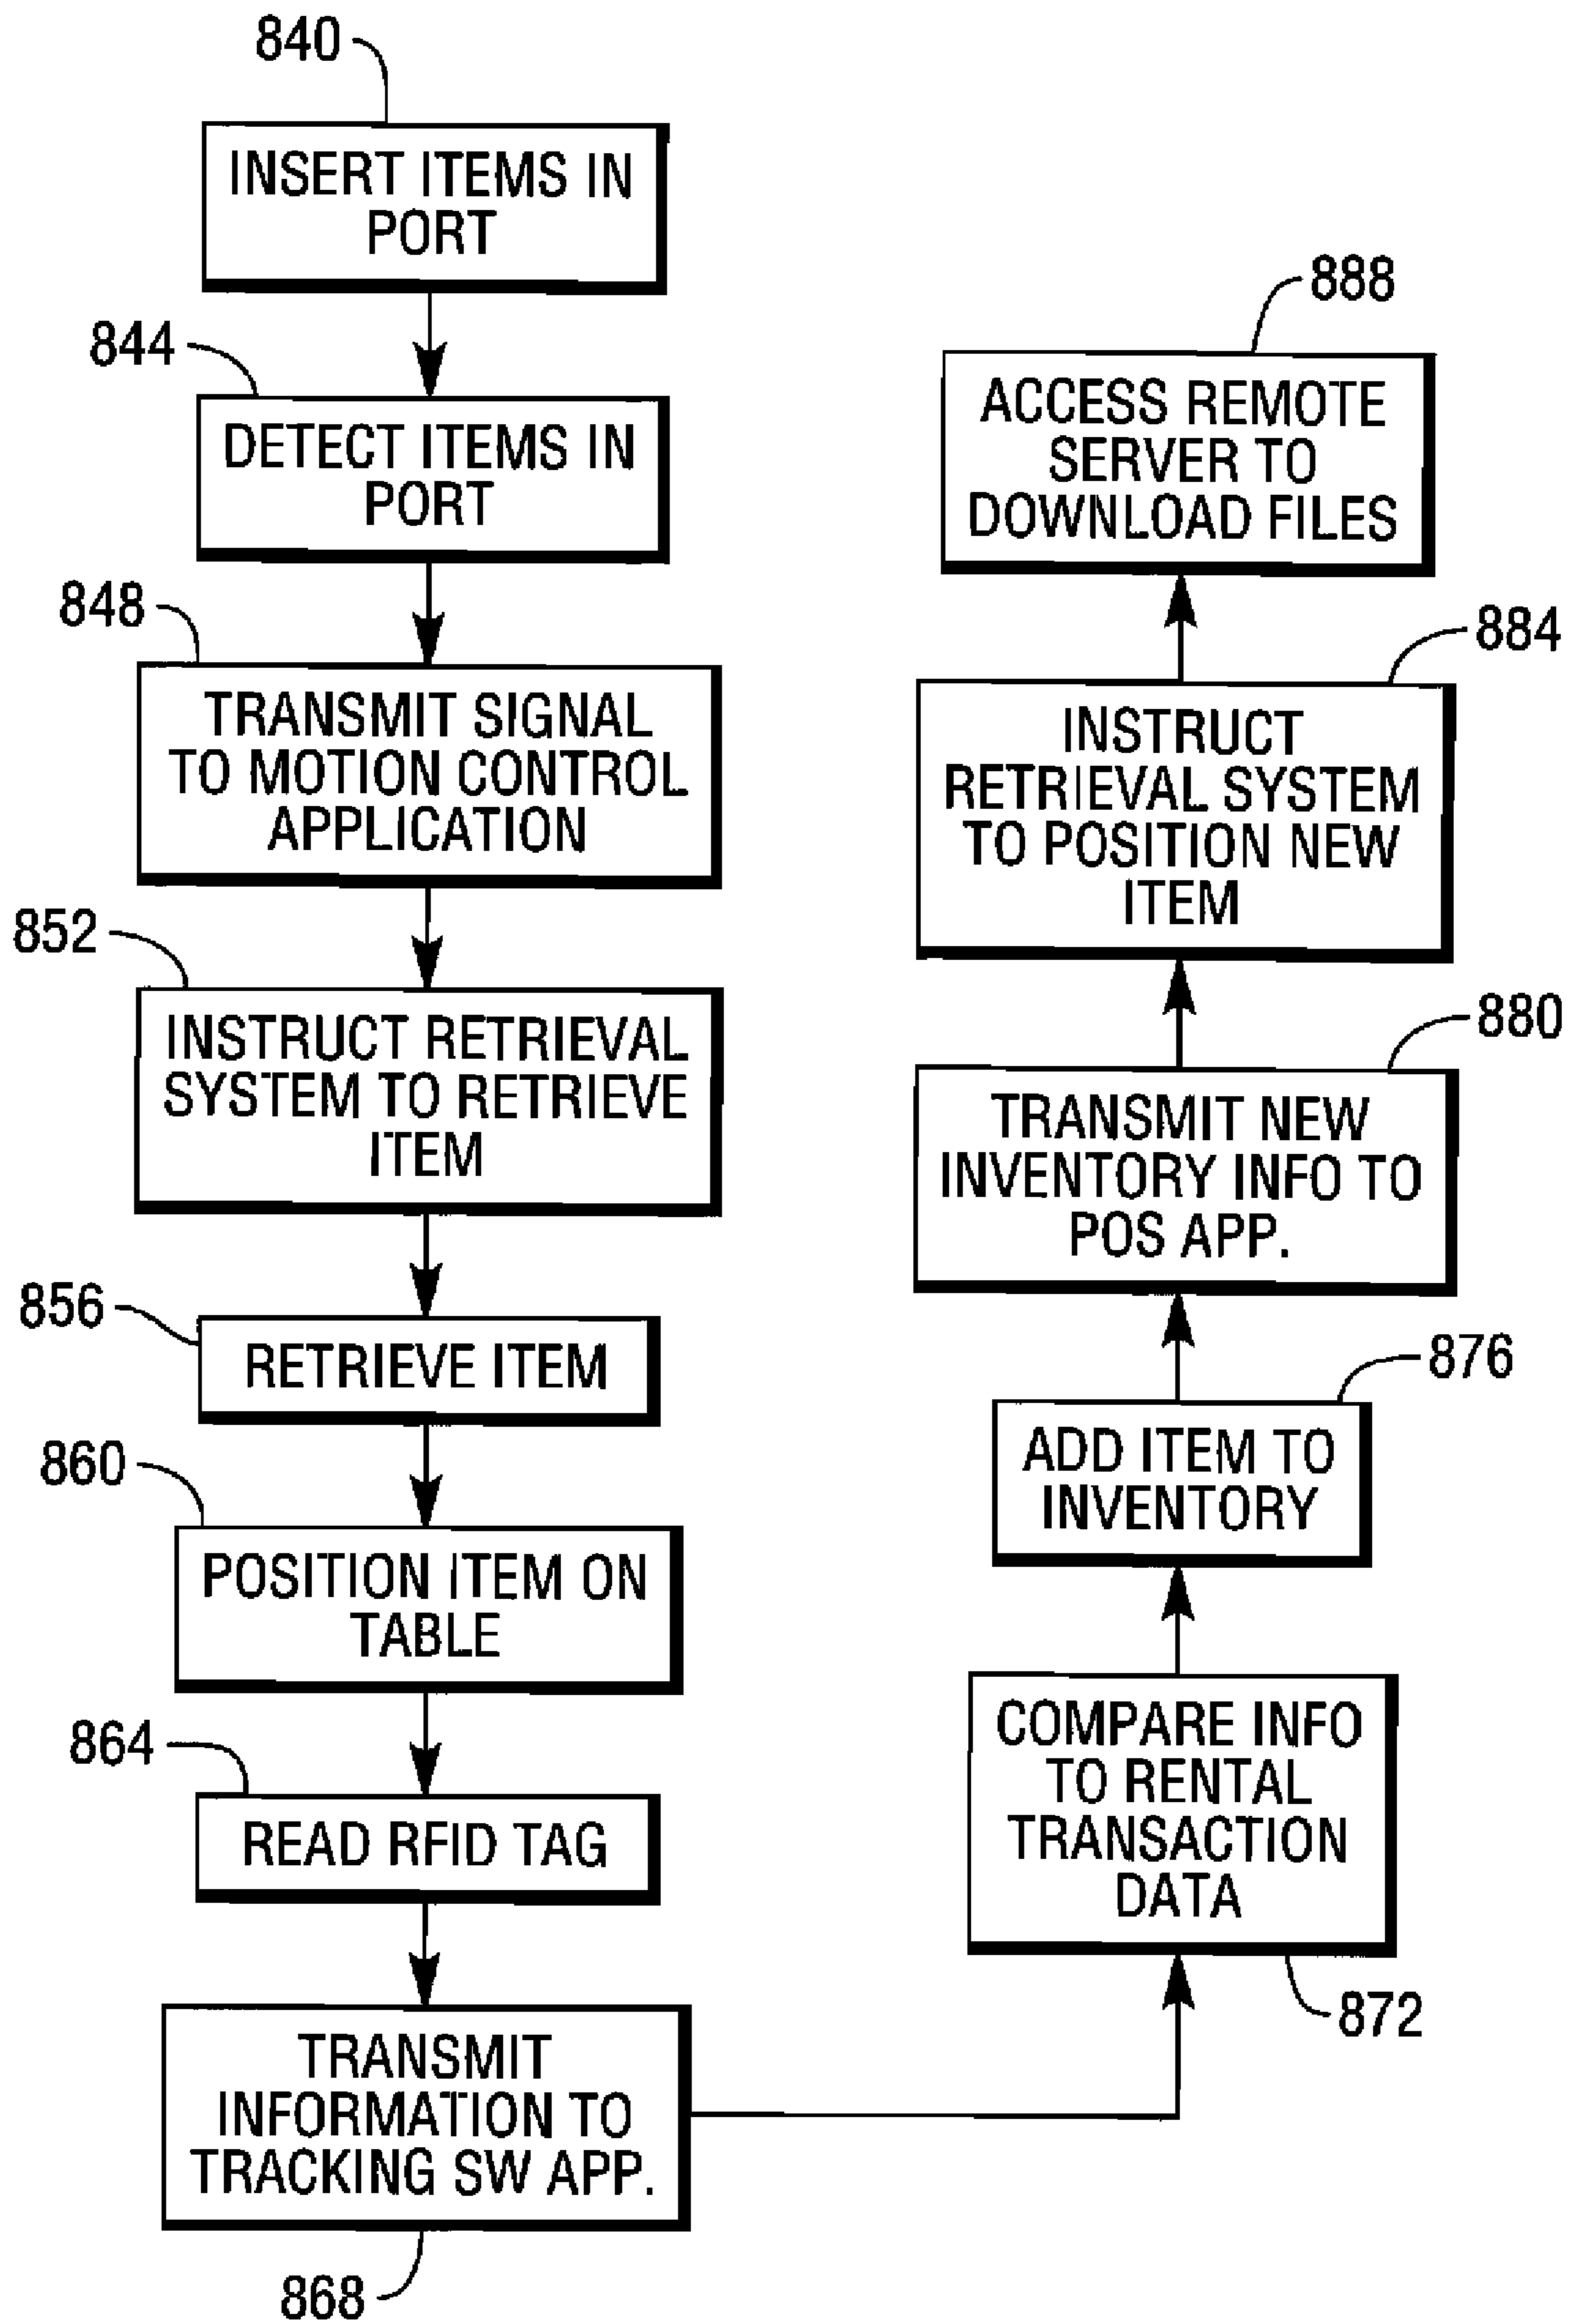 840
INSERT ITEMS IN
PORT
844
DETECT ITEMS IN
PORT
848
TRANSMIT SIGNAL
TO MOTION CONTROL
APPLICATION
852
INSTRUCT RETRIEVAL
SYSTEM TO RETRIEVE
ITEM
856
RETRIEVE ITEM
860
POSITION ITEM ON
TABLE
864
READ RFID TAG
TRANSMIT
INFORMATION TO
TRACKING SW APP.
868
COMPARE INFO
TO RENTAL
TRANSACTION
DATA
872
876
ADD ITEM TO
INVENTORY
880
TRANSMIT NEW
INVENTORY INFO TO
POS APP.
884
INSTRUCT
RETRIEVAL SYSTEM
TO POSITION NEW
ITEM
888
ACCESS REMOTE
SERVER TO
DOWNLOAD FILES